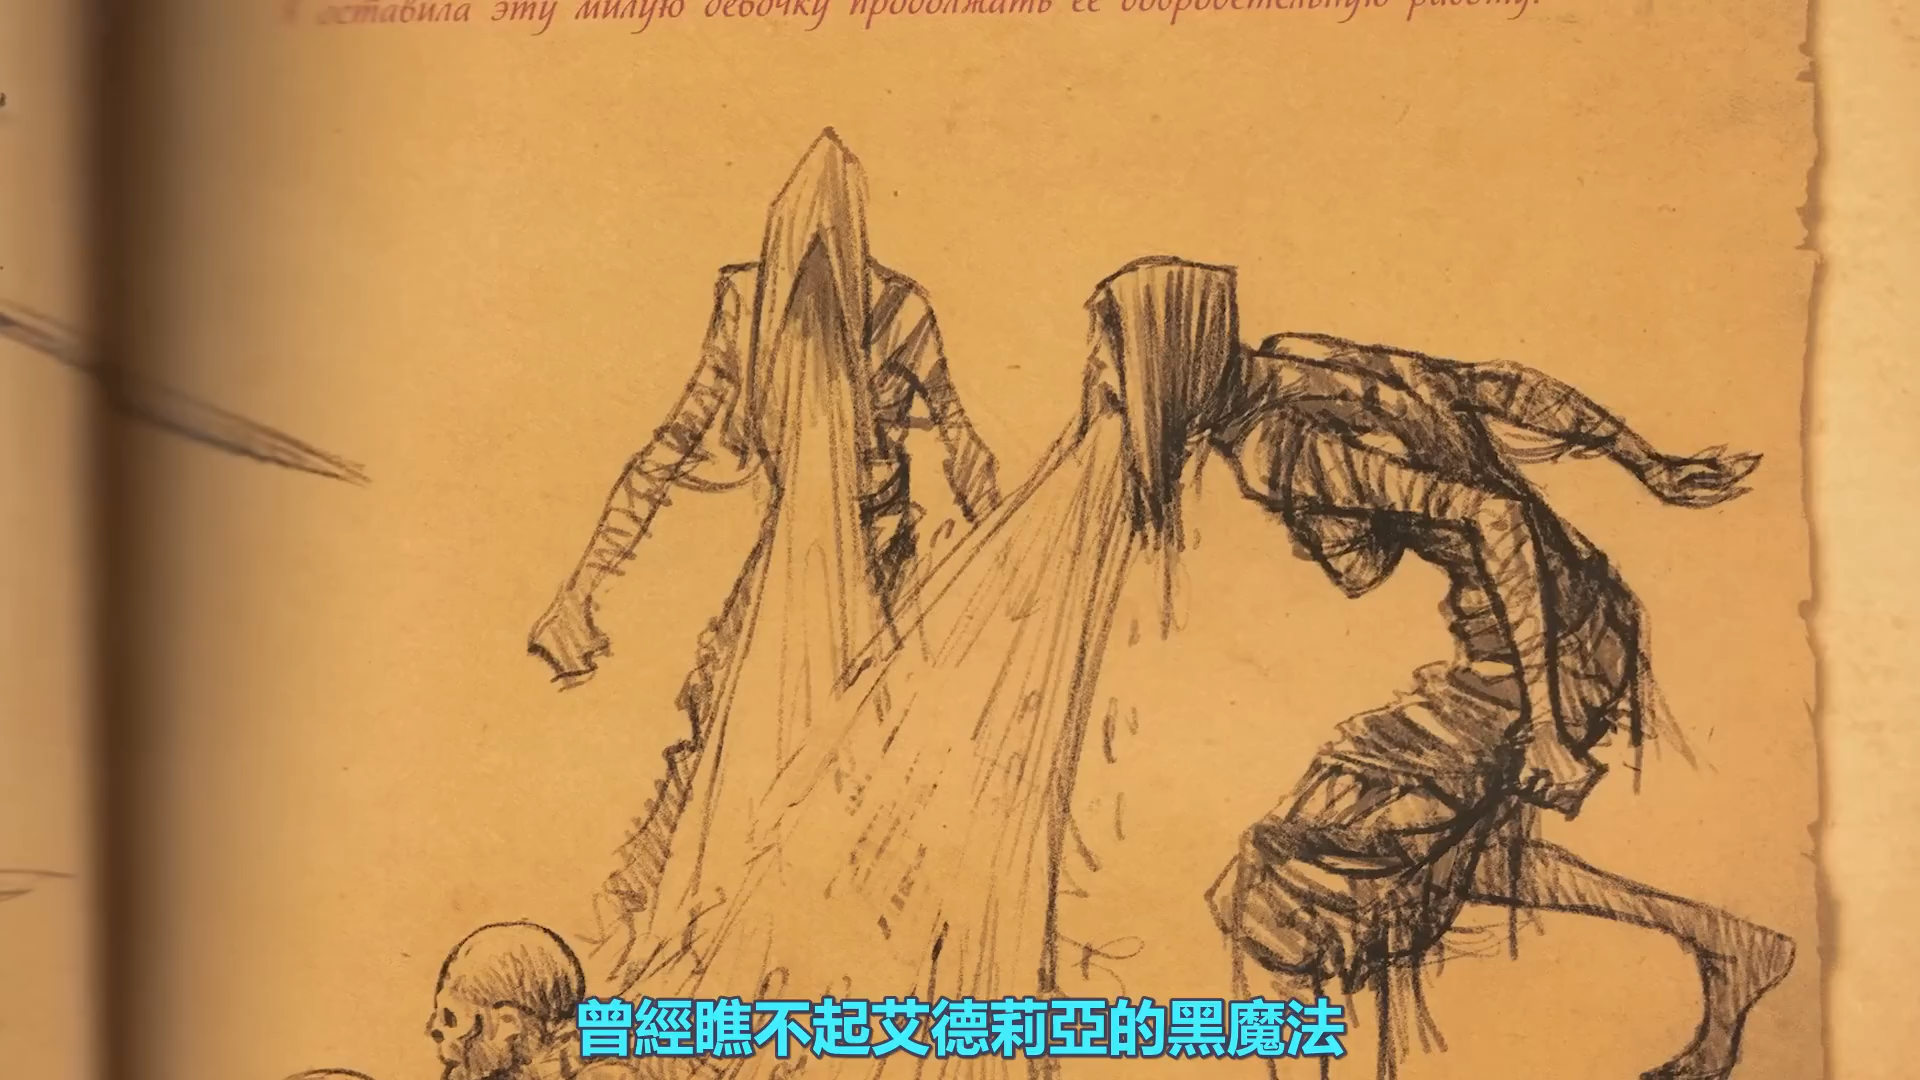 Я оставила эту милую девочку продолжать ее добродетельную работу.
曾經瞧不起艾德莉亞的黑魔法